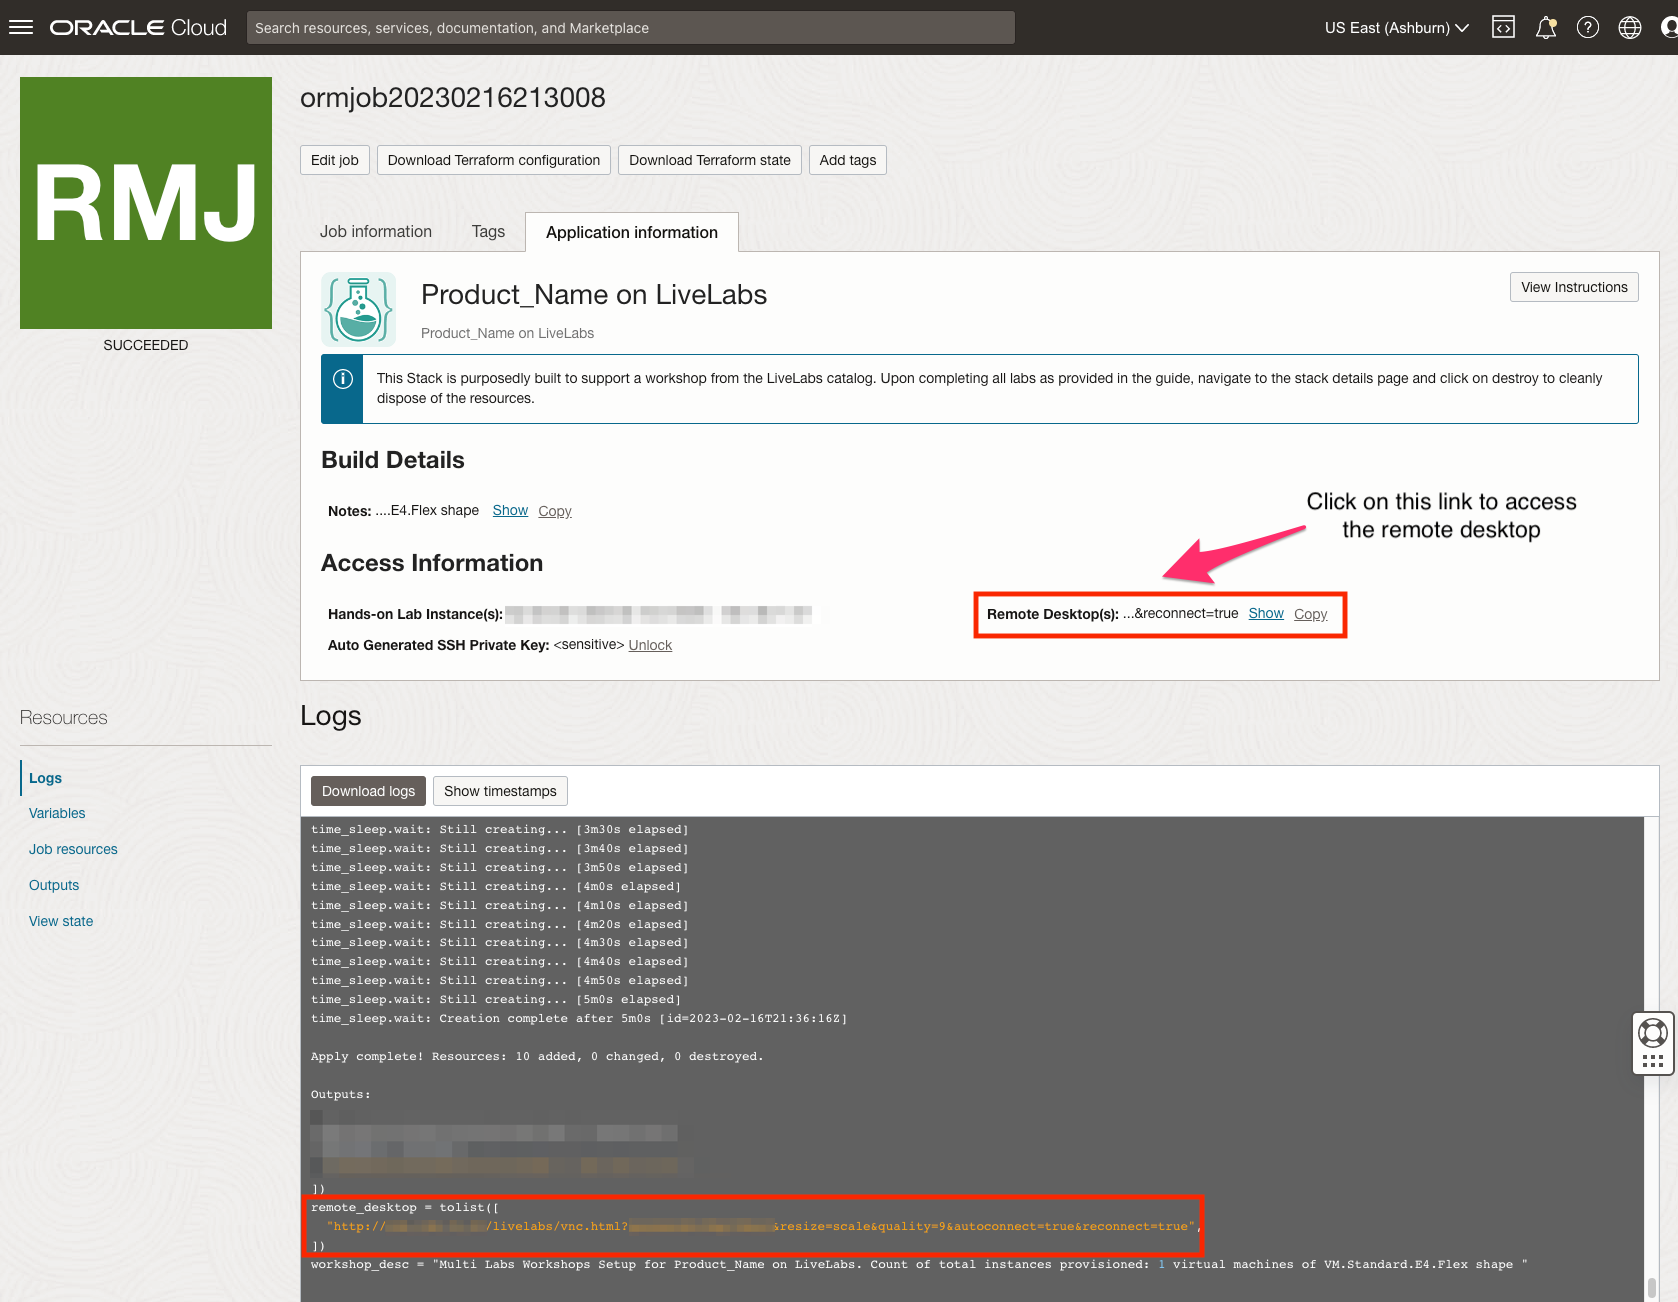 ORACLE Cloud
Search resources, services, documentation, and Marketplace
US East (Ashburn)
RMJ
SUCCEEDED
ormjob20230216213008
Edit job
Download Terraform configuration
Download Terraform state
Add tags
Job information
Tags
Application information
Product_Name on LiveLabs
View Instructions
Product_Name on LiveLabs
This Stack is purposedly built to support a workshop from the LiveLabs catalog. Upon completing all labs as provided in the guide, navigate to the stack details page and click on destroy to cleanly
dispose of the resources.
Build Details
Notes: ....E4.Flex shape Show Copy
Click on this link to access
the remote desktop
Access Information
Hands-on Lab Instance(s):
Remote Desktop(s): ...&reconnect=true Show Copy
Auto Generated SSH Private Key: <sensitive> Unlock
Resources
Logs
Variables
Job resources
Outputs
View state
Logs
Download logs
Show timestamps
time_sleep.wait: Still creating... [3m30s elapsed]
time_sleep.wait: Still creating... [3m40s elapsed]
time_sleep.wait: Still creating... [3m50s elapsed]
time_sleep.wait: Still creating... [4m0s elapsed]
time_sleep.wait: Still creating... [4m10s elapsed]
time_sleep.wait: Still creating... [4m20s elapsed]
time_sleep.wait: Still creating... [4m30s elapsed]
time_sleep.wait: Still creating... [4m40s elapsed]
time_sleep.wait: Still creating... [4m50s elapsed]
time_sleep.wait: Still creating... [5m0s elapsed]
time_sleep.wait: Creation complete after 5m0s [id=2023-02-16T21:36:16Z]
Apply complete! Resources: 10 added, 0 changed, 0 destroyed.
Outputs:
])
remote_desktop = tolist([
"http:// /livelabs/vnc.html? &resize=scale&quality=9&autoconnect=true&reconnect=true",
])
workshop_desc = "Multi Labs Workshops Setup for Product_Name on LiveLabs. Count of total instances provisioned: 1 virtual machines of VM.Standard.E4.Flex shape "